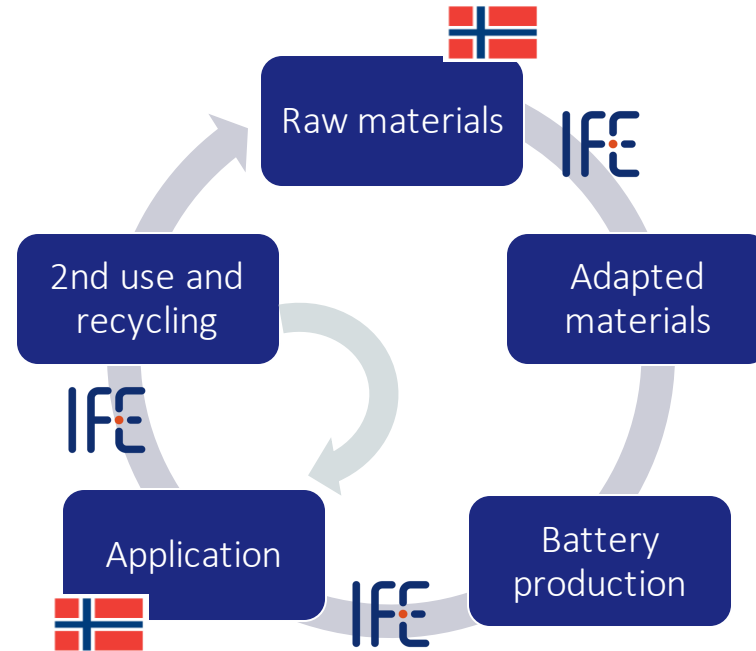 Raw materials
IFE
Adapted
materials
Battery
production
IFE
Application
IFE
2nd use and
recycling